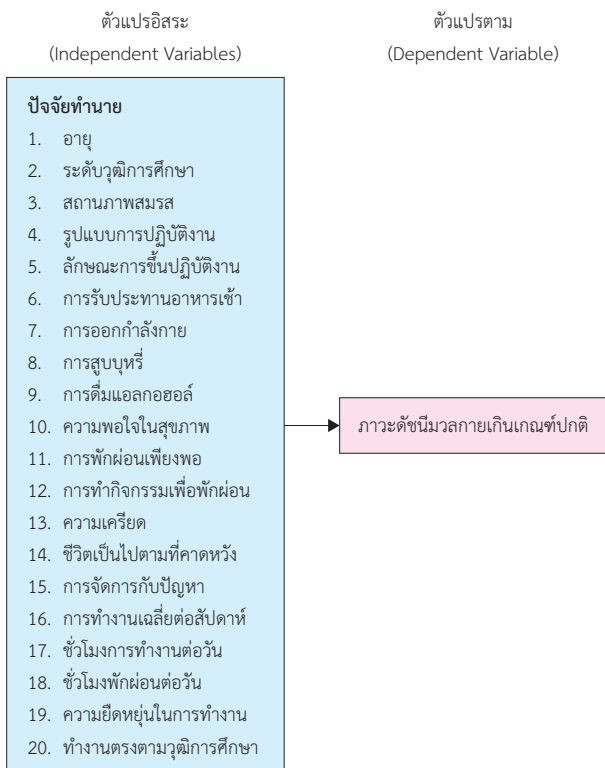 ตัวแปรอิสระ
(Independent Variables)
ตัวแปรตาม
(Dependent Variable)
ปัจจัยทำนาย
1. อายุ
2. ระดับวุฒิการศึกษา
3. สถานภาพสมรส
4. รูปแบบการปฏิบัติงาน
5. ลักษณะการขึ้นปฏิบัติงาน
6. การรับประทานอาหารเช้า
7. การออกกำลังกาย
8. การสูบบุหรี่
9. การดื่มแอลกอฮอล์
10. ความพอใจในสุขภาพ
11. การพักผ่อนเพียงพอ
12. การทำกิจกรรมเพื่อพักผ่อน
13. ความเครียด
14. ชีวิตเป็นไปตามที่คาดหวัง
15. การจัดการกับปัญหา
16. การทำงานเฉลี่ยต่อสัปดาห์
17. ชั่วโมงการทำงานต่อวัน
18. ชั่วโมงพักผ่อนต่อวัน
19. ความยืดหยุ่นในการทำงาน
20. ทำงานตรงตามวุฒิการศึกษา
ภาวะดัชนีมวลกายเกินเกณฑ์ปกติ